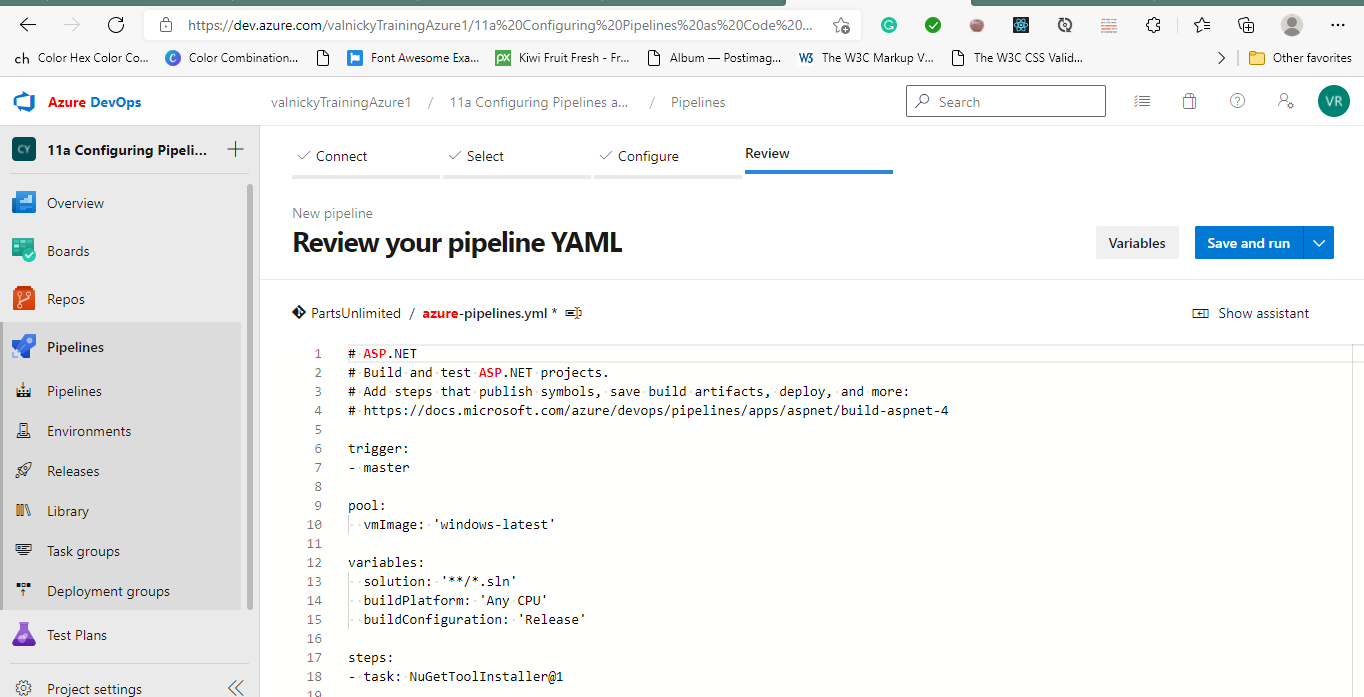 https://dev.azure.com/valnickyTrainingAzure1/11a%20Configuring%20Pipelines%20as%20Code%20...
Color Hex Color Co...
Color Combination...
Font Awesome Exa...
Kiwi Fruit Fresh - Fr...
Album — Postimag...
The W3C Markup V...
The W3C CSS Valid...
Other favorites
Azure DevOps
valnickyTrainingAzure1 / 11a Configuring Pipelines a... / Pipelines
Search
VR
CY
11a Configuring Pipeli...
Overview
Boards
Repos
Pipelines
Pipelines
Environments
Releases
Library
Task groups
Deployment groups
Test Plans
Project settings
Connect
Select
Configure
Review
New pipeline
Review your pipeline YAML
Variables
Save and run
PartsUnlimited / azure-pipelines.yml *
Show assistant
1 # ASP.NET
2 # Build and test ASP.NET projects.
3 # Add steps that publish symbols, save build artifacts, deploy, and more:
4 # https://docs.microsoft.com/azure/devops/pipelines/apps/aspnet/build-aspnet-4
5
6 trigger:
7 - master
8
9 pool:
10   vmImage: 'windows-latest'
11
12 variables:
13   solution: '**/*.sln'
14   buildPlatform: 'Any CPU'
15   buildConfiguration: 'Release'
16
17 steps:
18 - task: NuGetToolInstaller@1
19